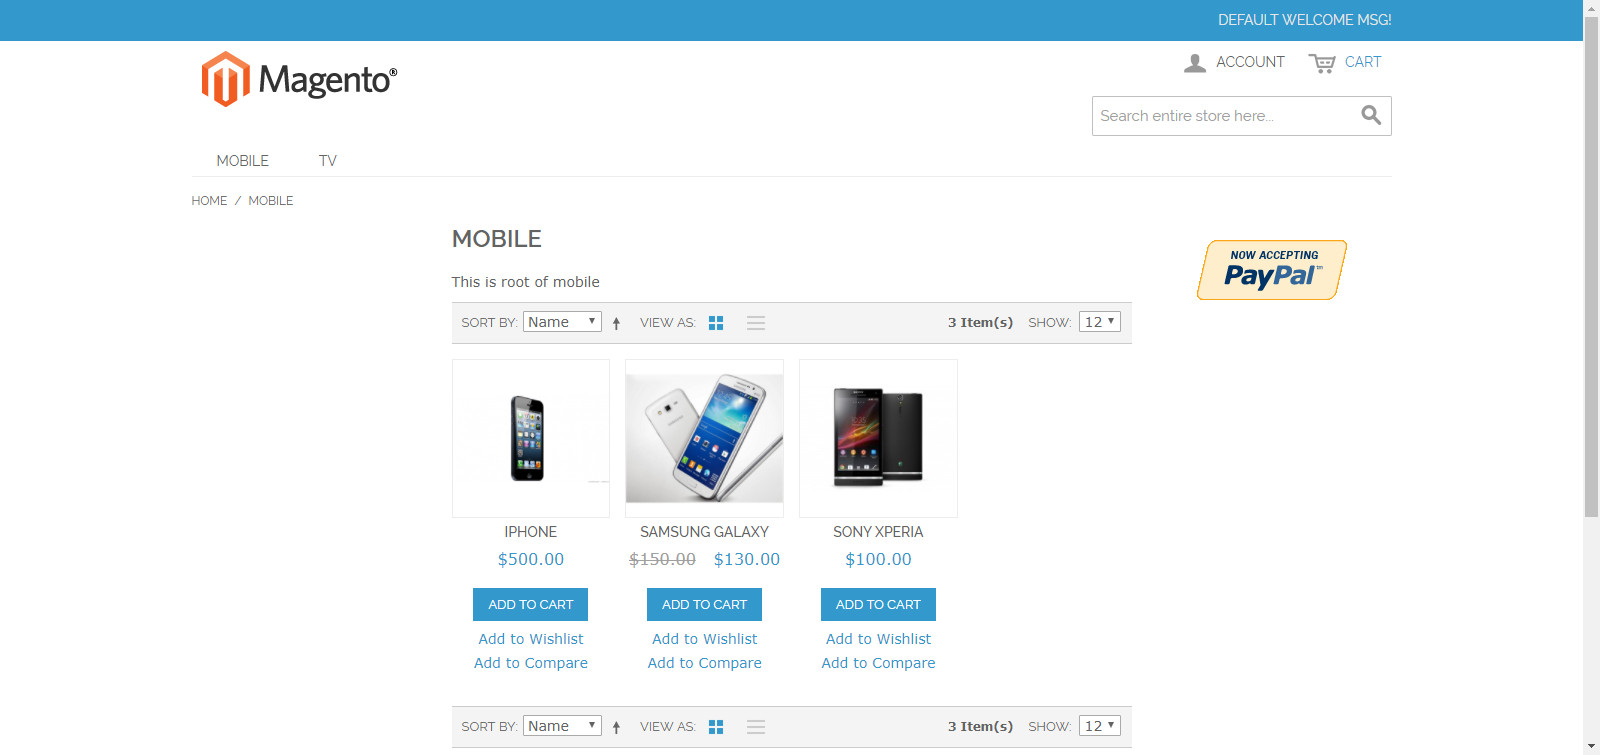 DEFAULT WELCOME MSG!
Magento®
ACCOUNT CART
Search entire store here...
MOBILE TV
HOME / MOBILE
MOBILE
NOW ACCEPTING
PayPal™
This is root of mobile
SORT BY: Name VIEW AS: 3 Item(s) SHOW: 12
IPHONE SAMSUNG GALAXY SONY XPERIA
$500.00 $150.00 $130.00 $100.00
ADD TO CART ADD TO CART ADD TO CART
Add to Wishlist Add to Wishlist Add to Wishlist
Add to Compare Add to Compare Add to Compare
SORT BY: Name VIEW AS: 3 Item(s) SHOW: 12